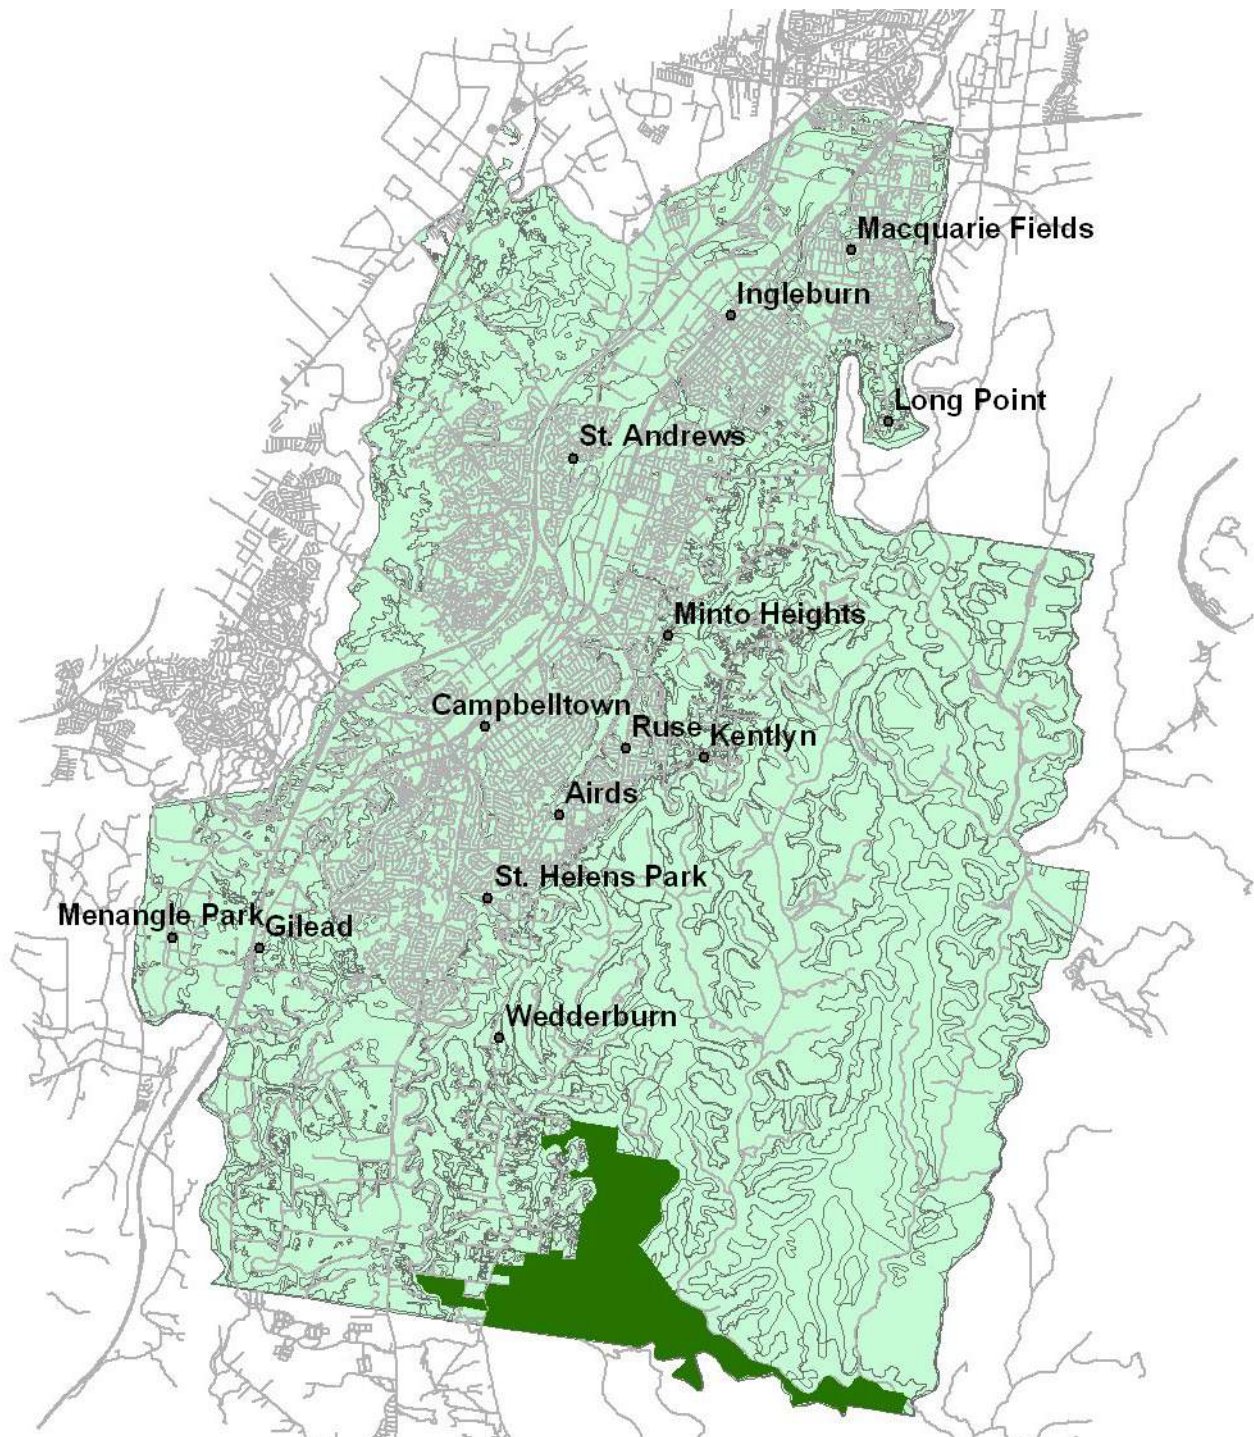 Macquarie Fields
Ingleburn
Long Point
St. Andrews
Minto Heights
Campbelltown
Ruse
Kentlyn
Airds
St. Helens Park
Menangle Park
Gilead
Wedderburn